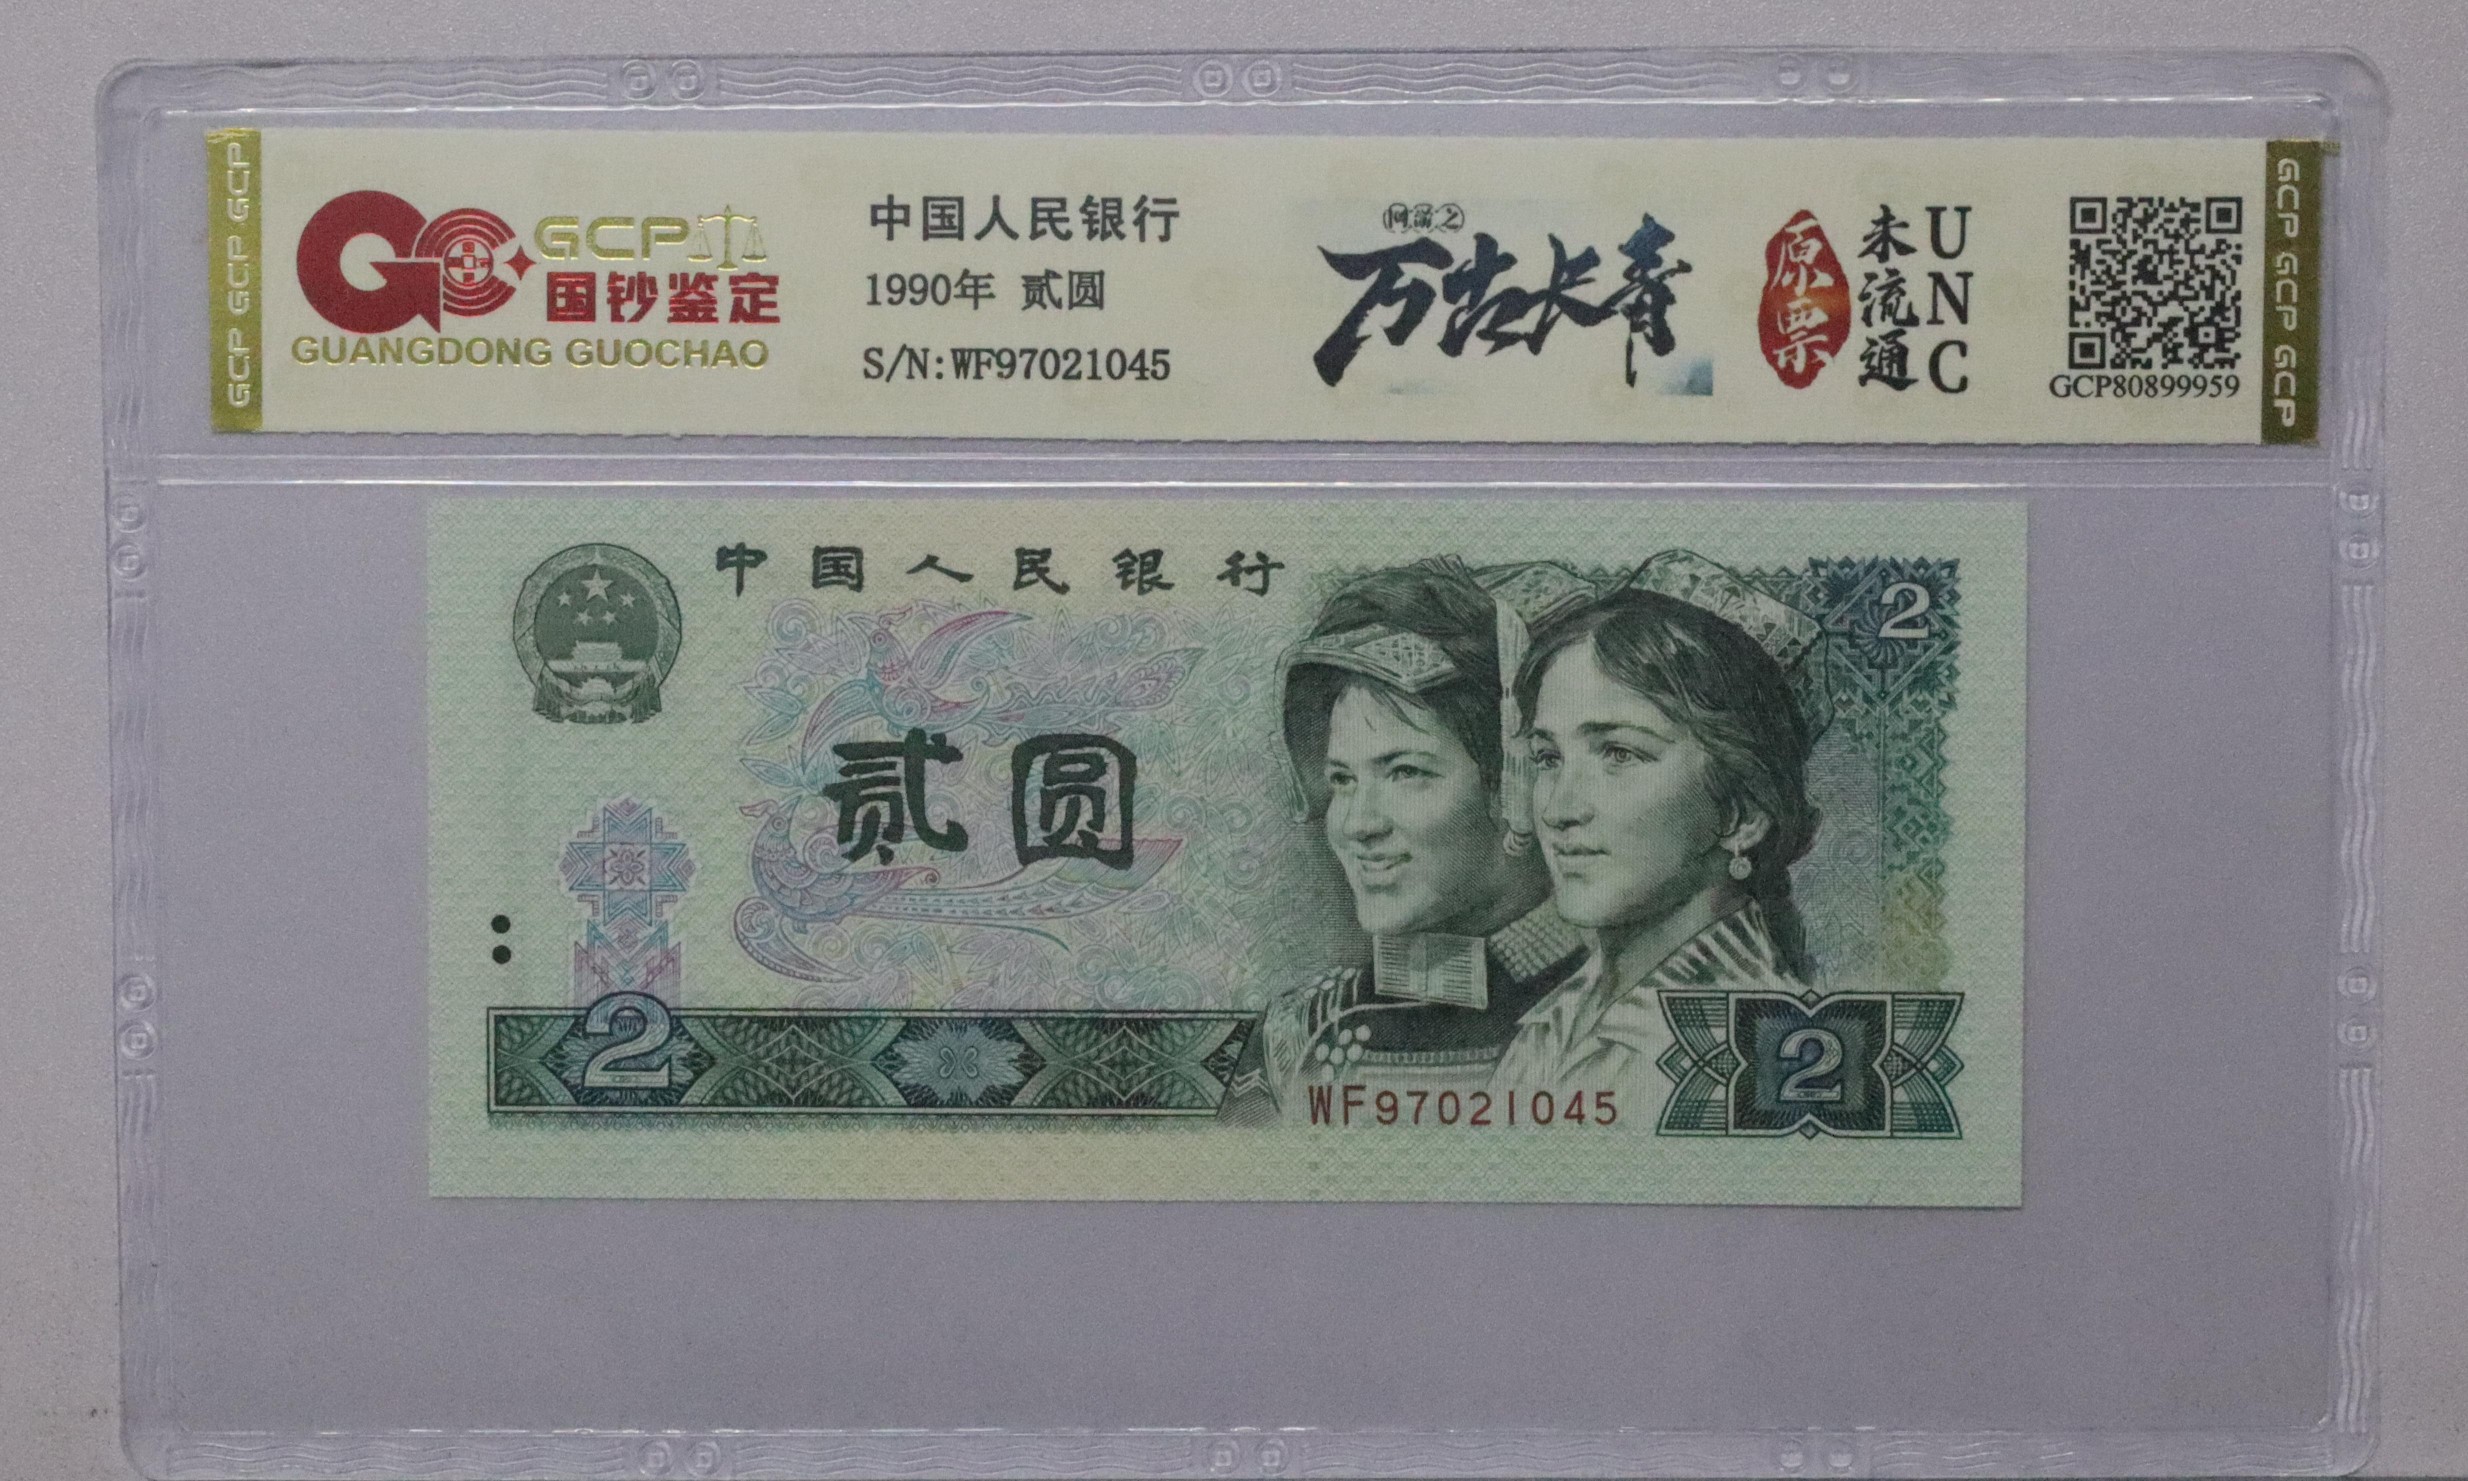 GCP GCP GCP
GCP
国钞鉴定
GUANGDONG GUOCHAO
中国人民银行
1990年 贰圆
S/N:WF97021045
万古长青
原票
未流通
UNC
GCP80899959
GCP GCP GCP
中国人民银行
2
贰圆
2
WF97021045
2